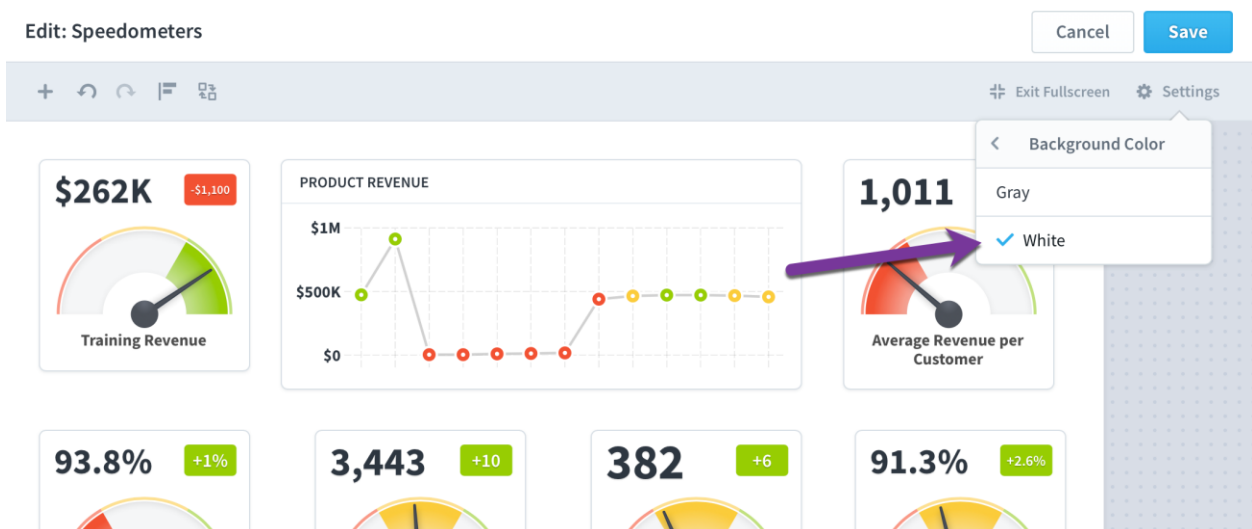 Edit: Speedometers
Cancel
Save
Exit Fullscreen
Settings
Background Color
Gray
White
$262K
-$1,100
Training Revenue
PRODUCT REVENUE
$1M
$500K
$0
1,011
Average Revenue per
Customer
93.8%
+1%
3,443
+10
382
+6
91.3%
+2.6%